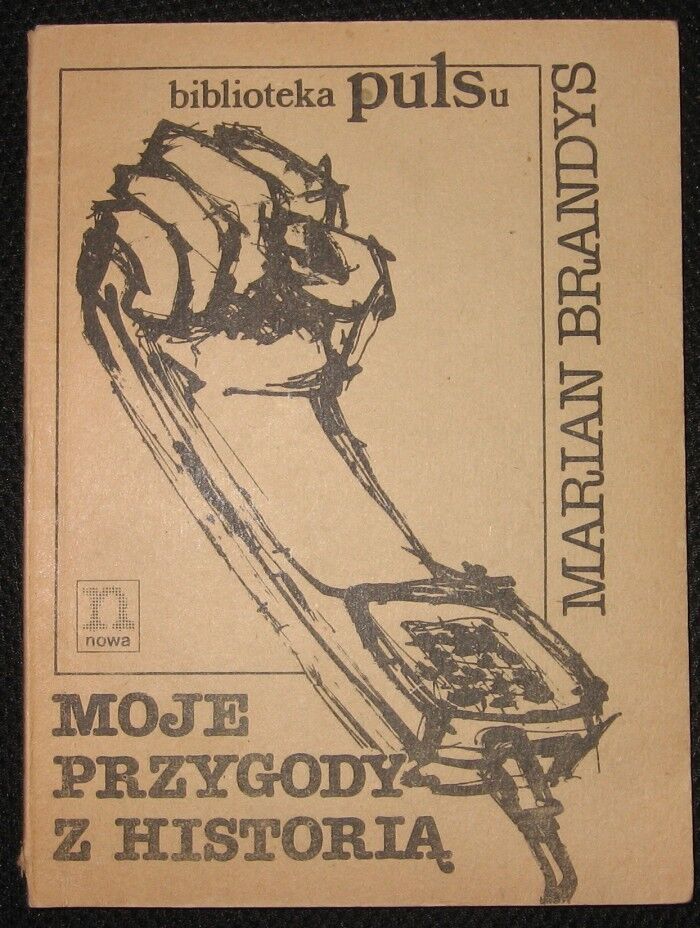 biblioteka pulsu
MARIAN BRANDYS
n
nowa
MOJE
PRZYGODY
Z HISTORIĄ